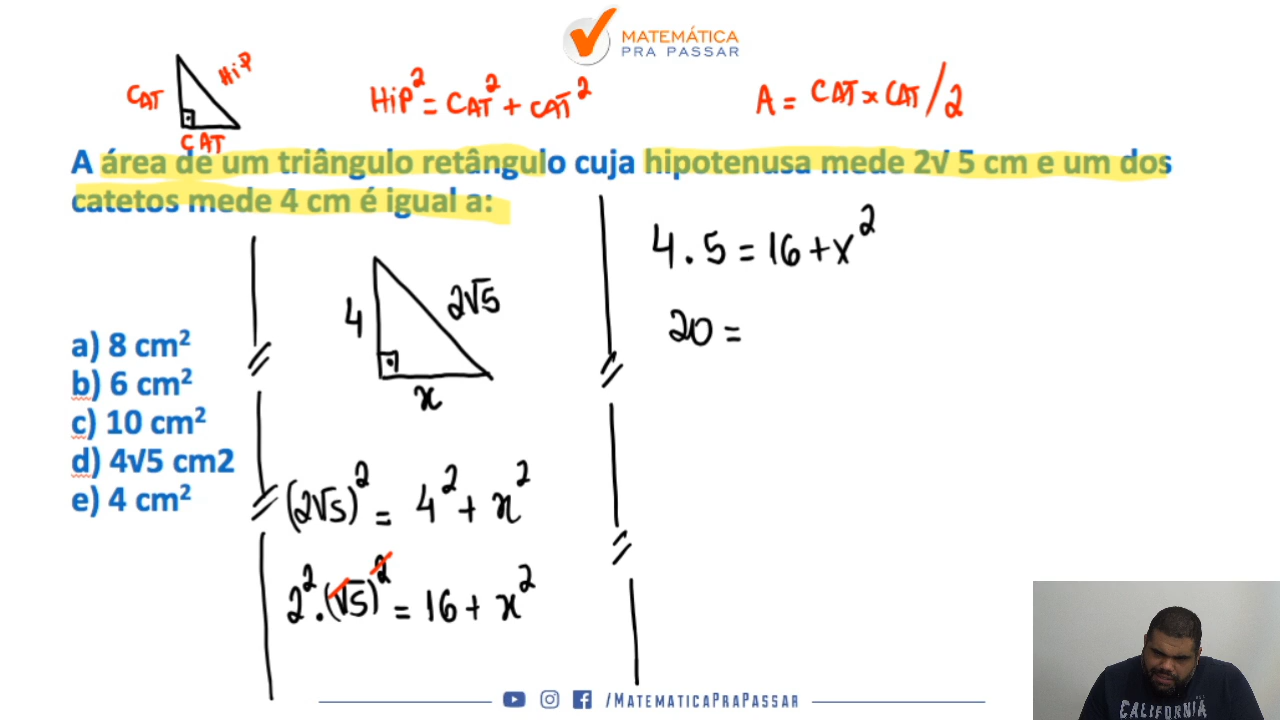 MATEMÁTICA
PRA PASSAR
CAT
HiP
CAT
HiP² = CAT² + CAT²
A = CAT x CAT / 2
A área de um triângulo retângulo cuja hipotenusa mede 2√ 5 cm e um dos
catetos mede 4 cm é igual a:
a) 8 cm²
b) 6 cm²
c) 10 cm²
d) 4√5 cm2
e) 4 cm²
4
2√5
x
(2√5)² = 4² + x²
2² . (√5)² = 16 + x²
4 . 5 = 16 + x²
20 =
/MatematicaPraPassar
CALIFORNIA